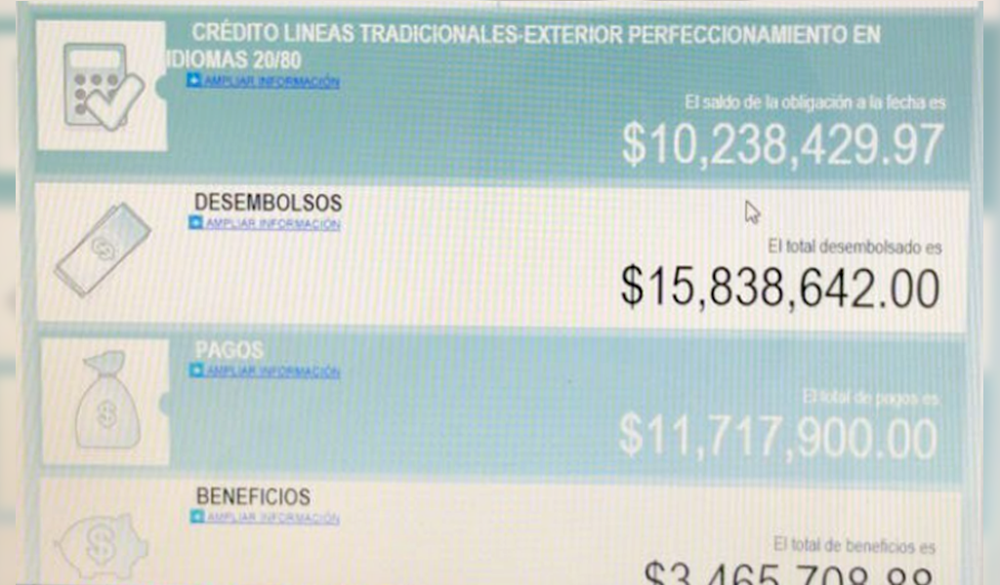 CRÉDITO LINEAS TRADICIONALES-EXTERIOR PERFECCIONAMIENTO EN
IDIOMAS 20/80
AMPLIAR INFORMACIÓN
El saldo de la obligación a la fecha es
$10,238,429.97
DESEMBOLSOS
AMPLIAR INFORMACIÓN
El total desembolsado es
$15,838,642.00
PAGOS
AMPLIAR INFORMACIÓN
El total de pagos es
$11,717,900.00
BENEFICIOS
AMPLIAR INFORMACIÓN
El total de beneficios es
$3,465,708.88